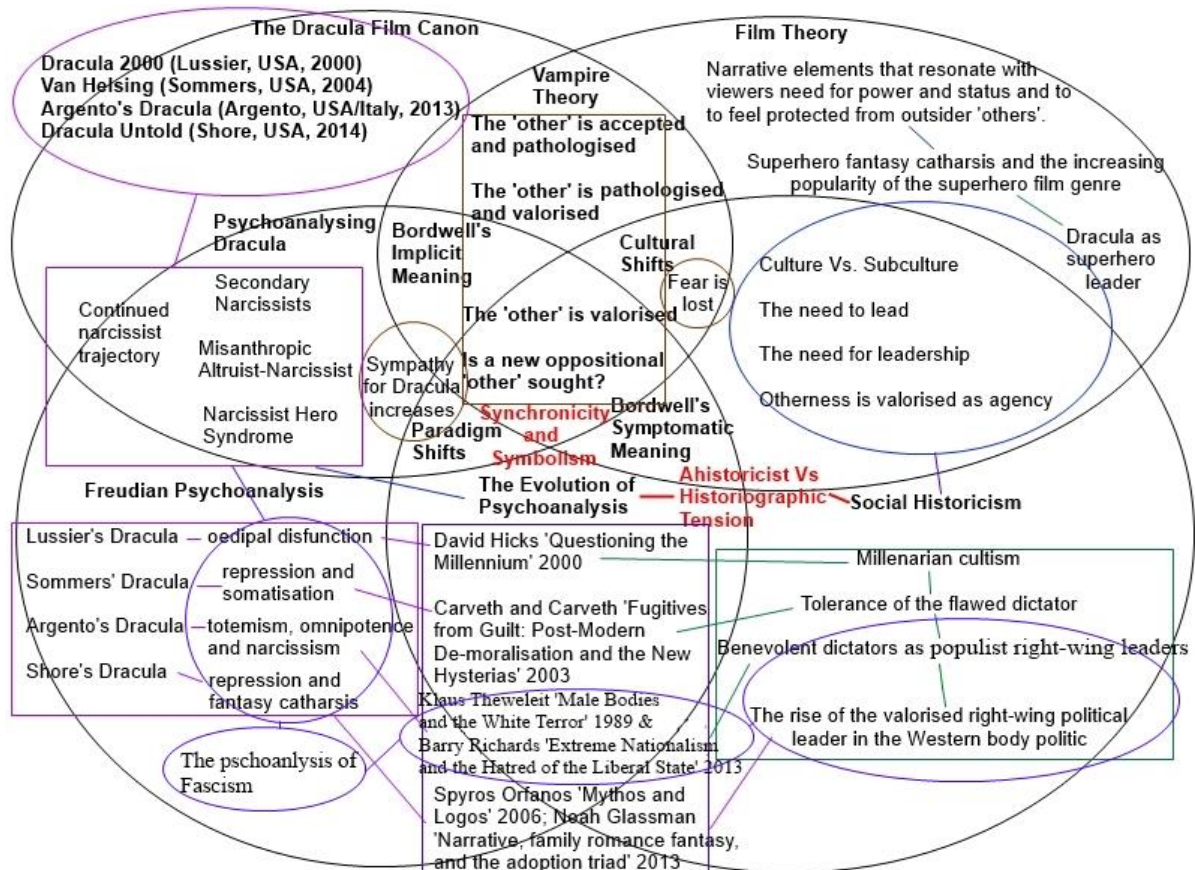 The Dracula Film Canon
Dracula 2000 (Lussier, USA, 2000)
Van Helsing (Sommers, USA, 2004)
Argento's Dracula (Argento, USA/Italy, 2013)
Dracula Untold (Shore, USA, 2014)
Vampire
Theory
The 'other' is accepted
and pathologised
The 'other' is pathologised
and valorised
The 'other' is valorised
Is a new oppositional
'other' sought?
Film Theory
Narrative elements that resonate with
viewers need for power and status and to
to feel protected from outsider 'others'.
Superhero fantasy catharsis and the increasing
popularity of the superhero film genre
Dracula as
superhero
leader
Psychoanalysing
Dracula
Bordwell's
Implicit
Meaning
Cultural
Shifts
Fear is
lost
Culture Vs. Subculture
The need to lead
The need for leadership
Otherness is valorised as agency
Continued
narcissist
trajectory
Secondary
Narcissists
Misanthropic
Altruist-Narcissist
Narcissist Hero
Syndrome
Sympathy
for Dracula
increases
Paradigm
Shifts
Synchronicity
and
Symbolism
Bordwell's
Symptomatic
Meaning
Freudian Psychoanalysis
The Evolution of
Psychoanalysis
Ahistoricist Vs
Historiographic
Tension
Social Historicism
Lussier's Dracula
oedipal disfunction
Sommers' Dracula
repression and
somatisation
Argento's Dracula
totemism, omnipotence
and narcissism
Shore's Dracula
repression and
fantasy catharsis
The pschoanlysis of
Fascism
David Hicks 'Questioning the
Millennium' 2000
Carveth and Carveth 'Fugitives
from Guilt: Post-Modern
De-moralisation and the New
Hysterias' 2003
Klaus Theweleit 'Male Bodies
and the White Terror' 1989 &
Barry Richards 'Extreme Nationalism
and the Hatred of the Liberal State' 2013
Spyros Orfanos 'Mythos and
Logos' 2006; Noah Glassman
'Narrative, family romance fantasy,
and the adoption triad' 2013
Millenarian cultism
Tolerance of the flawed dictator
Benevolent dictators as populist right-wing leaders
The rise of the valorised right-wing political
leader in the Western body politic